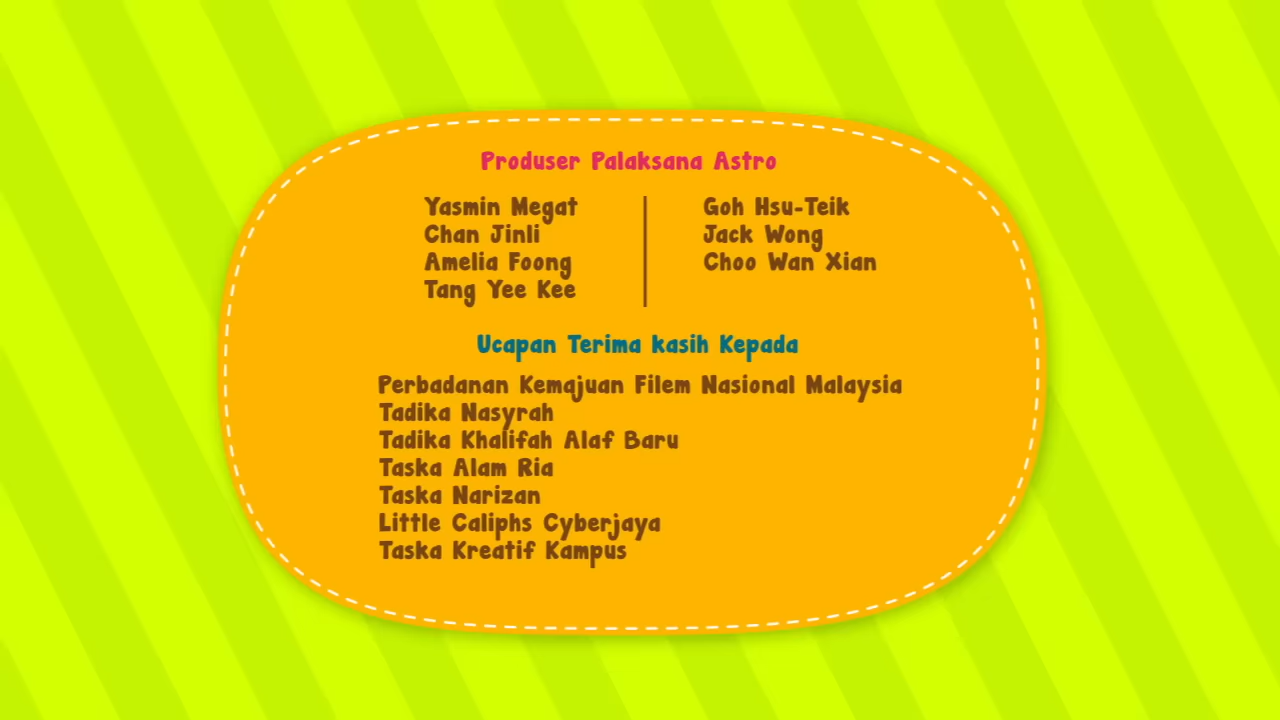 Produser Palaksana Astro
Yasmin Megat
Chan Jinli
Amelia Foong
Tang Yee Kee
Goh Hsu-Teik
Jack Wong
Choo Wan Xian
Ucapan Terima kasih Kepada
Perbadanan Kemajuan Filem Nasional Malaysia
Tadika Nasyrah
Tadika Khalifah Alaf Baru
Taska Alam Ria
Taska Narizan
Little Caliphs Cyberjaya
Taska Kreatif Kampus